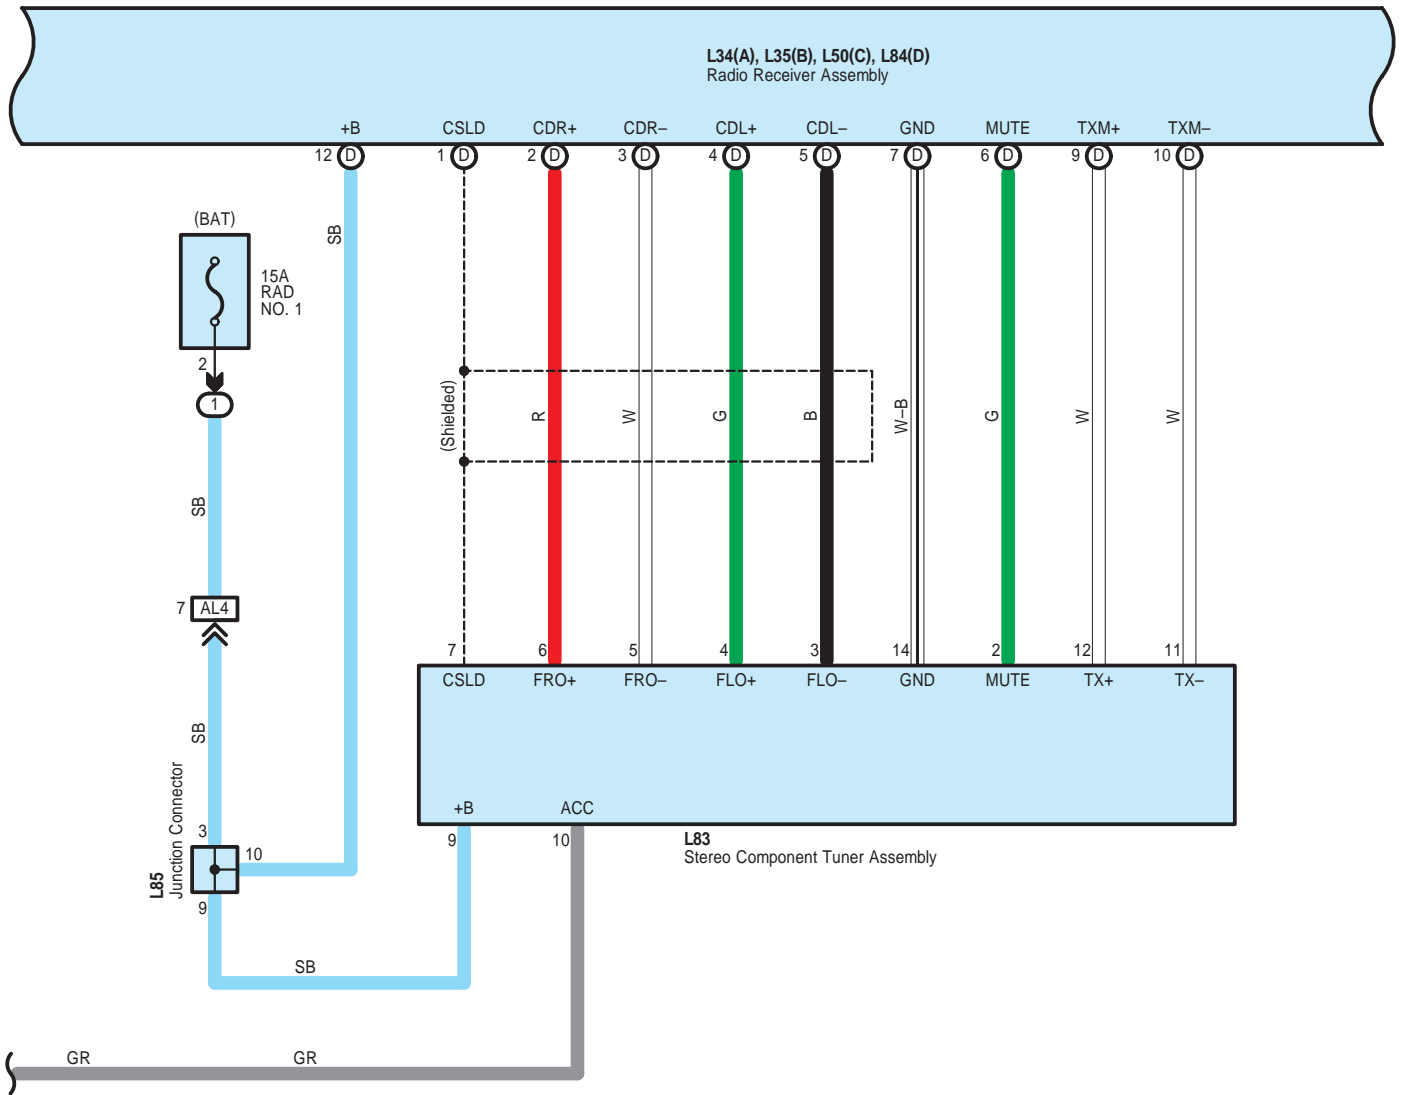 L34(A), L35(B), L50(C), L84(D)
Radio Receiver Assembly
+B CSLD CDR+ CDR– CDL+ CDL– GND MUTE TXM+ TXM–
12 D 1 D 2 D 3 D 4 D 5 D 7 D 6 D 9 D 10 D
(BAT)
SB
15A
RAD
NO. 1
2
1
(Shielded)
R W G B W–B G W W
SB
7 AL4
SB
7 6 5 4 3 14 2 12 11
CSLD FRO+ FRO– FLO+ FLO– GND MUTE TX+ TX–
+B ACC
9 10
L83
Stereo Component Tuner Assembly
3
10
9
L85
Junction Connector
SB
GR GR